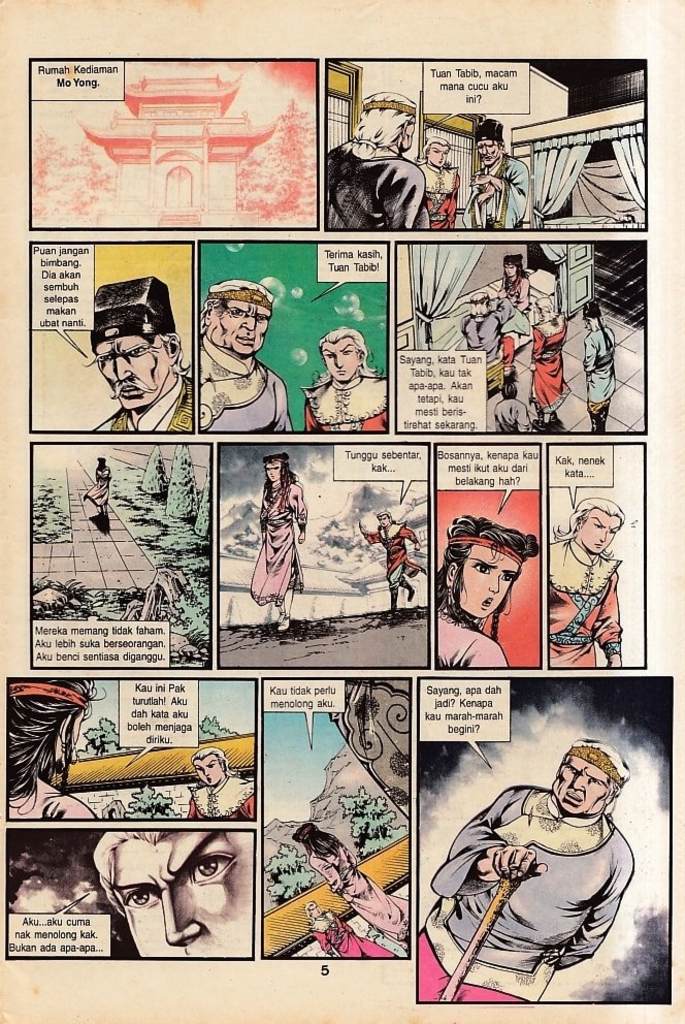 Rumah Kediaman
Mo Yong.
Tuan Tabib, macam
mana cucu aku
ini?
Puan jangan
bimbang.
Dia akan
sembuh
selepas
makan
ubat nanti.
Terima kasih,
Tuan Tabib!
Sayang, kata Tuan
Tabib, kau tak
apa-apa. Akan
tetapi, kau
mesti beris-
tirehat sekarang.
Mereka memang tidak faham.
Aku lebih suka berseorangan.
Aku benci sentiasa diganggu.
Tunggu sebentar,
kak...
Bosannya, kenapa kau
mesti ikut aku dari
belakang hah?
Kak, nenek
kata....
Kau ini Pak
turutlah! Aku
dah kata aku
boleh menjaga
diriku.
Aku...aku cuma
nak menolong kak.
Bukan ada apa-apa...
Kau tidak perlu
menolong aku.
Sayang, apa dah
jadi? Kenapa
kau marah-marah
begini?
5